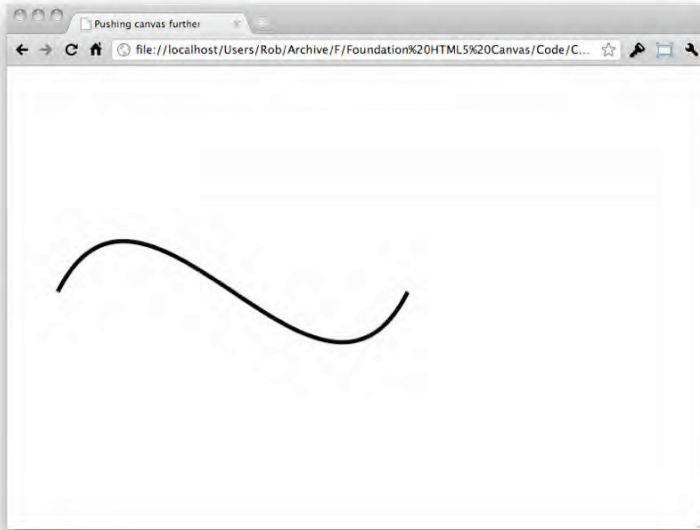 Pushing canvas further
file://localhost/Users/Rob/Archive/F/Foundation%20HTML5%20Canvas/Code/C...